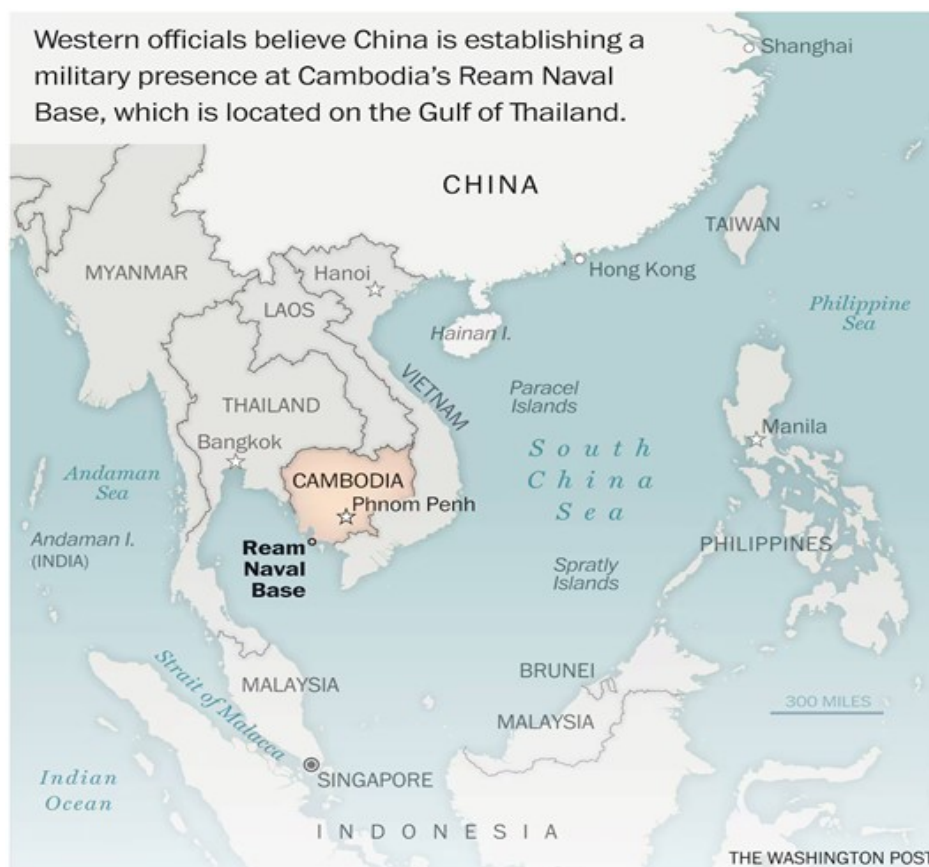 Western officials believe China is establishing a
military presence at Cambodia's Ream Naval
Base, which is located on the Gulf of Thailand.
Shanghai
CHINA
TAIWAN
Hong Kong
MYANMAR
Hanoi
LAOS
Hainan I.
Philippine
Sea
VIETNAM
Paracel
Islands
THAILAND
Bangkok
Manila
South
China
Sea
Andaman
Sea
CAMBODIA
Phnom Penh
Andaman I.
(INDIA)
Ream
Naval
Base
PHILIPPINES
Spratly
Islands
Strait of Malacca
MALAYSIA
BRUNEI
MALAYSIA
300 MILES
Indian
Ocean
SINGAPORE
INDONESIA
THE WASHINGTON POST